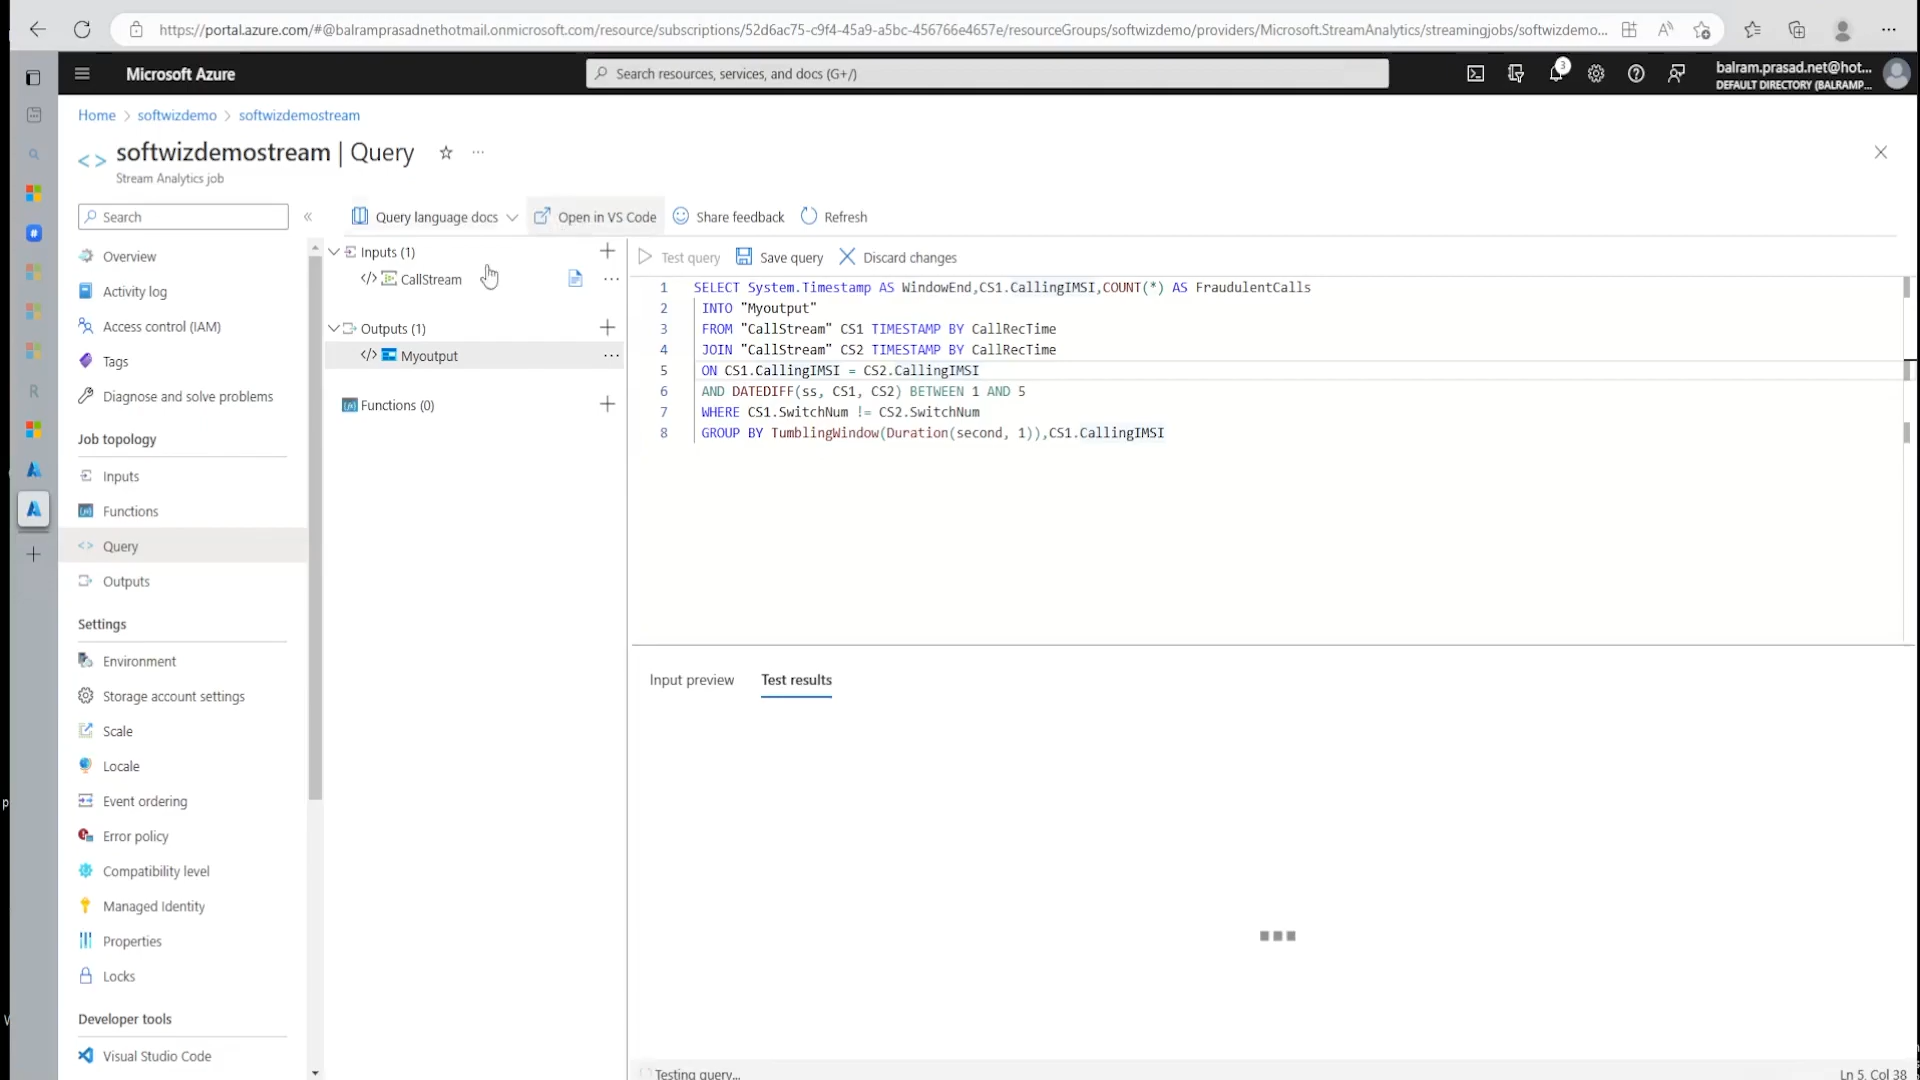 https://portal.azure.com/#@balramprasadnethotmail.onmicrosoft.com/resource/subscriptions/52d6ac75-c9f4-45a9-a5bc-456766e4657e/resourceGroups/softwizdemo/providers/Microsoft.StreamAnalytics/streamingjobs/softwizdemo...
Microsoft Azure
Search resources, services, and docs (G+/)
3
balram.prasad.net@hot...
DEFAULT DIRECTORY (BALRAMP...
Home > softwizdemo > softwizdemostream
softwizdemostream | Query
Stream Analytics job
Search
Query language docs
Open in VS Code
Share feedback
Refresh
Overview
Activity log
Access control (IAM)
Tags
Diagnose and solve problems
Job topology
Inputs
Functions
Query
Outputs
Settings
Environment
Storage account settings
Scale
Locale
Event ordering
Error policy
Compatibility level
Managed Identity
Properties
Locks
Developer tools
Visual Studio Code
Inputs (1)
CallStream
Outputs (1)
Myoutput
Functions (0)
Test query
Save query
Discard changes
1 SELECT System.Timestamp AS WindowEnd,CS1.CallingIMSI,COUNT(*) AS FraudulentCalls
2 INTO "Myoutput"
3 FROM "CallStream" CS1 TIMESTAMP BY CallRecTime
4 JOIN "CallStream" CS2 TIMESTAMP BY CallRecTime
5 ON CS1.CallingIMSI = CS2.CallingIMSI
6 AND DATEDIFF(ss, CS1, CS2) BETWEEN 1 AND 5
7 WHERE CS1.SwitchNum != CS2.SwitchNum
8 GROUP BY TumblingWindow(Duration(second, 1)),CS1.CallingIMSI
Input preview
Test results
Testing query...
Ln 5, Col 38